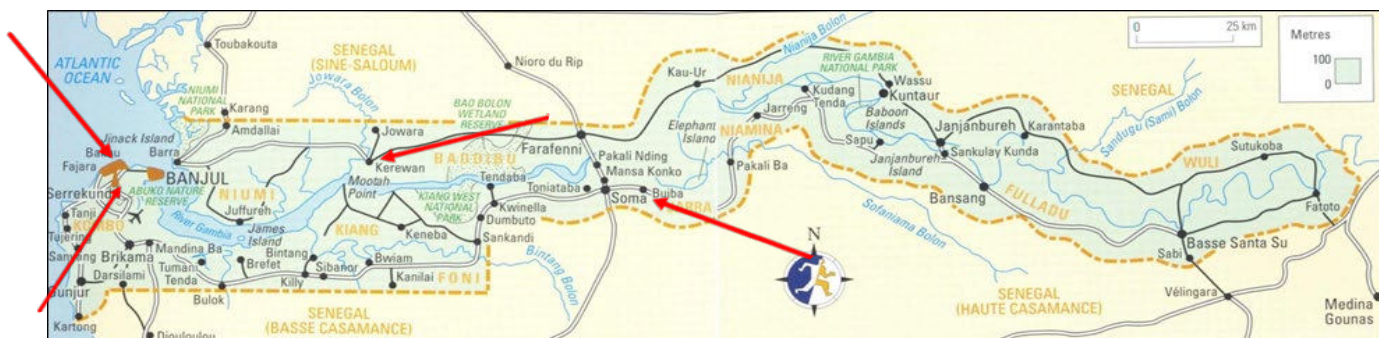 0 25 km
Metres
100
0
ATLANTIC
OCEAN
Toubakouta
SENEGAL
(SINE-SALOUM)
Nioro du Rip
Jowara Bolon
NIUMI
NATIONAL
PARK
Karang
Amdallai
Jinack Island
Barra
Fajara
BANJUL
Serrekunda
ABUKO NATURE
RESERVE
Tanji
KOMBO
Tujering
Sanyang
Brikama
Mandina Ba
Darsilami
Gunjur
Kartong
Diouloulou
Tumani
Tenda
Brefet
Bulok
Bintang
Killy
Sibanor
Bwiam
Kanilai
FONI
SENEGAL
(BASSE CASAMANCE)
River Gambia
NIUMI
Juffureh
James
Island
Jowara
Kerewan
Mootah
Point
KIANG
Keneba
BAO BOLON
WETLAND
RESERVE
BADDIBU
KIANG WEST
NATIONAL
PARK
Tendaba
Kwinella
Dumbuto
Sankandi
Bintang Bolon
Toniataba
Farafenni
Pakali Nding
Mansa Konko
Soma
Bujba
JARRA
Kau-Ur
Nianija Bolon
NIANIJA
Elephant
Island
NIAMINA
Pakali Ba
Jarreng
Kudang
Tenda
Sapu
RIVER GAMBIA
NATIONAL PARK
Wassu
Kuntaur
Baboon
Islands
Janjanbureh
Janjanbureh
Island
Sankulay Kunda
Karantaba
Bansang
FULLADU
Sofaniama Bolon
N
SENEGAL
Sandugu (Sami) Bolon
WULI
Sutukoba
Fatoto
Basse Santa Su
Sabi
Vélingara
SENEGAL
(HAUTE CASAMANCE)
Medina
Gounas